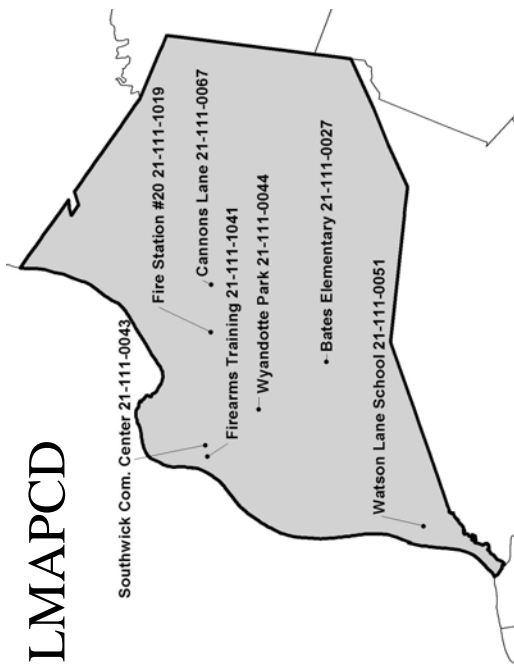 LMAPCD
Southwick Com. Center 21-111-0043
Fire Station #20 21-111-1019
Cannons Lane 21-111-0067
Firearms Training 21-111-1041
Wyandotte Park 21-111-0044
Bates Elementary 21-111-0027
Watson Lane School 21-111-0051